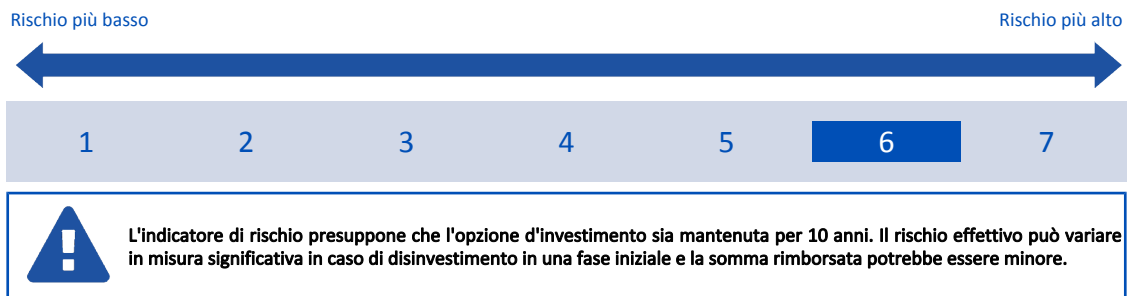 Rischio più basso Rischio più alto
1 2 3 4 5 6 7
L'indicatore di rischio presuppone che l'opzione d'investimento sia mantenuta per 10 anni. Il rischio effettivo può variare
in misura significativa in caso di disinvestimento in una fase iniziale e la somma rimborsata potrebbe essere minore.